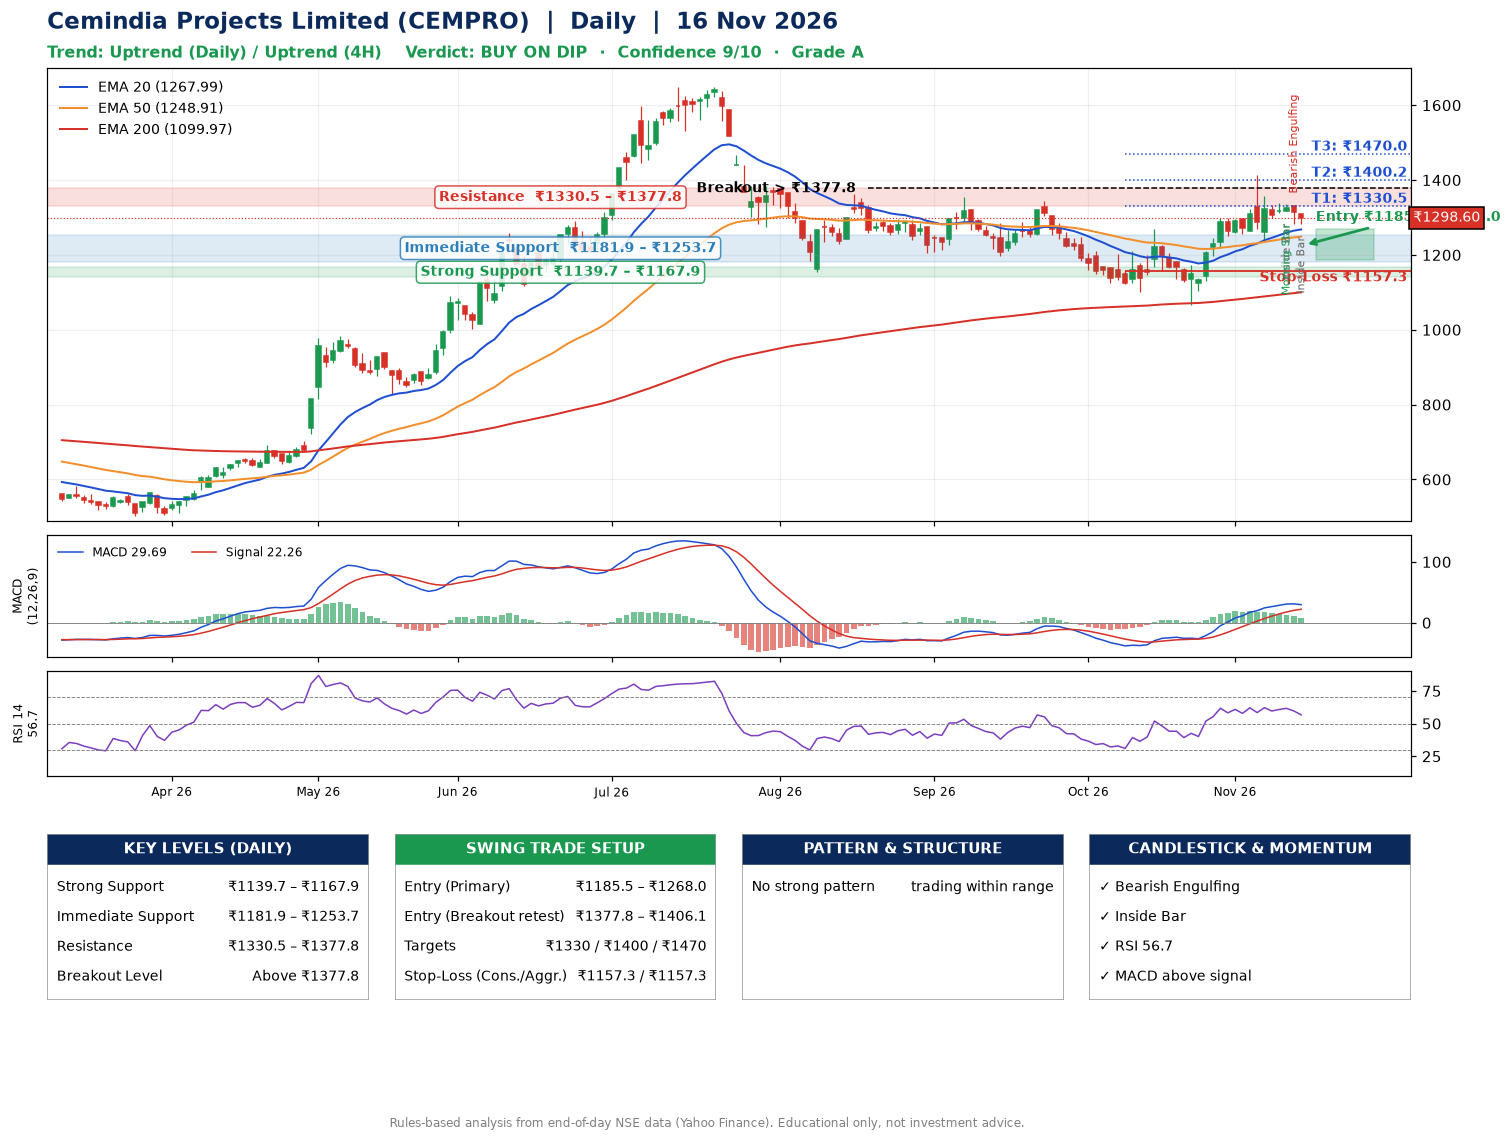 Cemindia Projects Limited (CEMPRO) | Daily | 16 Nov 2026
Trend: Uptrend (Daily) / Uptrend (4H) Verdict: BUY ON DIP · Confidence 9/10 · Grade A
EMA 20 (1267.99)
EMA 50 (1248.91)
EMA 200 (1099.97)
Bearish Engulfing
1600
T3: ₹1470.0
T2: ₹1400.2
1400
Breakout > ₹1377.8
Resistance ₹1330.5 – ₹1377.8
T1: ₹1330.5
₹1298.60
Immediate Support ₹1181.9 – ₹1253.7
1200
Strong Support ₹1139.7 – ₹1167.9
Stop-Loss ₹1157.3
Inside Bar
1000
800
600
MACD 29.69
Signal 22.26
MACD
(12,26,9)
100
0
RSI 14
56.7
75
50
25
Apr 26
May 26
Jun 26
Jul 26
Aug 26
Sep 26
Oct 26
Nov 26
KEY LEVELS (DAILY)
Strong Support ₹1139.7 – ₹1167.9
Immediate Support ₹1181.9 – ₹1253.7
Resistance ₹1330.5 – ₹1377.8
Breakout Level Above ₹1377.8
SWING TRADE SETUP
Entry (Primary) ₹1185.5 – ₹1268.0
Entry (Breakout retest) ₹1377.8 – ₹1406.1
Targets ₹1330 / ₹1400 / ₹1470
Stop-Loss (Cons./Aggr.) ₹1157.3 / ₹1157.3
PATTERN & STRUCTURE
No strong pattern trading within range
CANDLESTICK & MOMENTUM
✓ Bearish Engulfing
✓ Inside Bar
✓ RSI 56.7
✓ MACD above signal
Rules-based analysis from end-of-day NSE data (Yahoo Finance). Educational only, not investment advice.